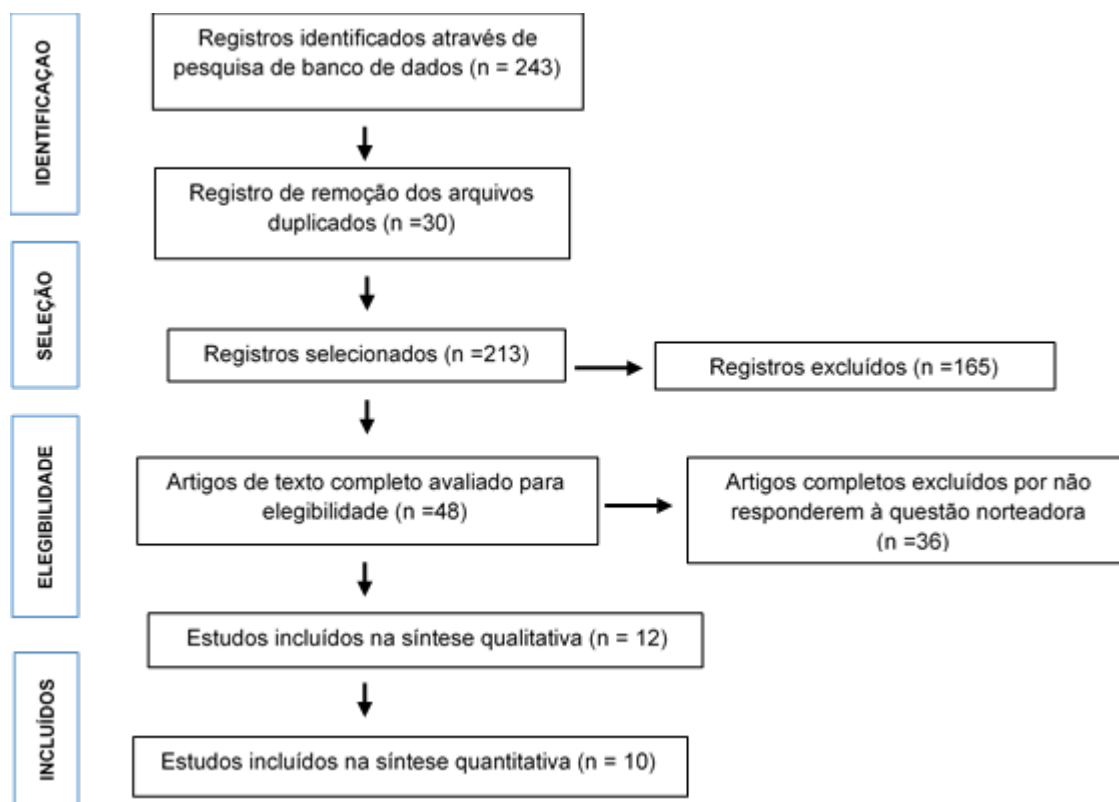 IDENTIFICAÇAO
Registros identificados através de
pesquisa de banco de dados (n = 243)
Registro de remoção dos arquivos
duplicados (n =30)
SELEÇÃO
Registros selecionados (n =213)
Registros excluídos (n =165)
ELEGIBILIDADE
Artigos de texto completo avaliado para
elegibilidade (n =48)
Artigos completos excluídos por não
responderem à questão norteadora
(n =36)
Estudos incluídos na síntese qualitativa (n = 12)
INCLUÍDOS
Estudos incluídos na síntese quantitativa (n = 10)